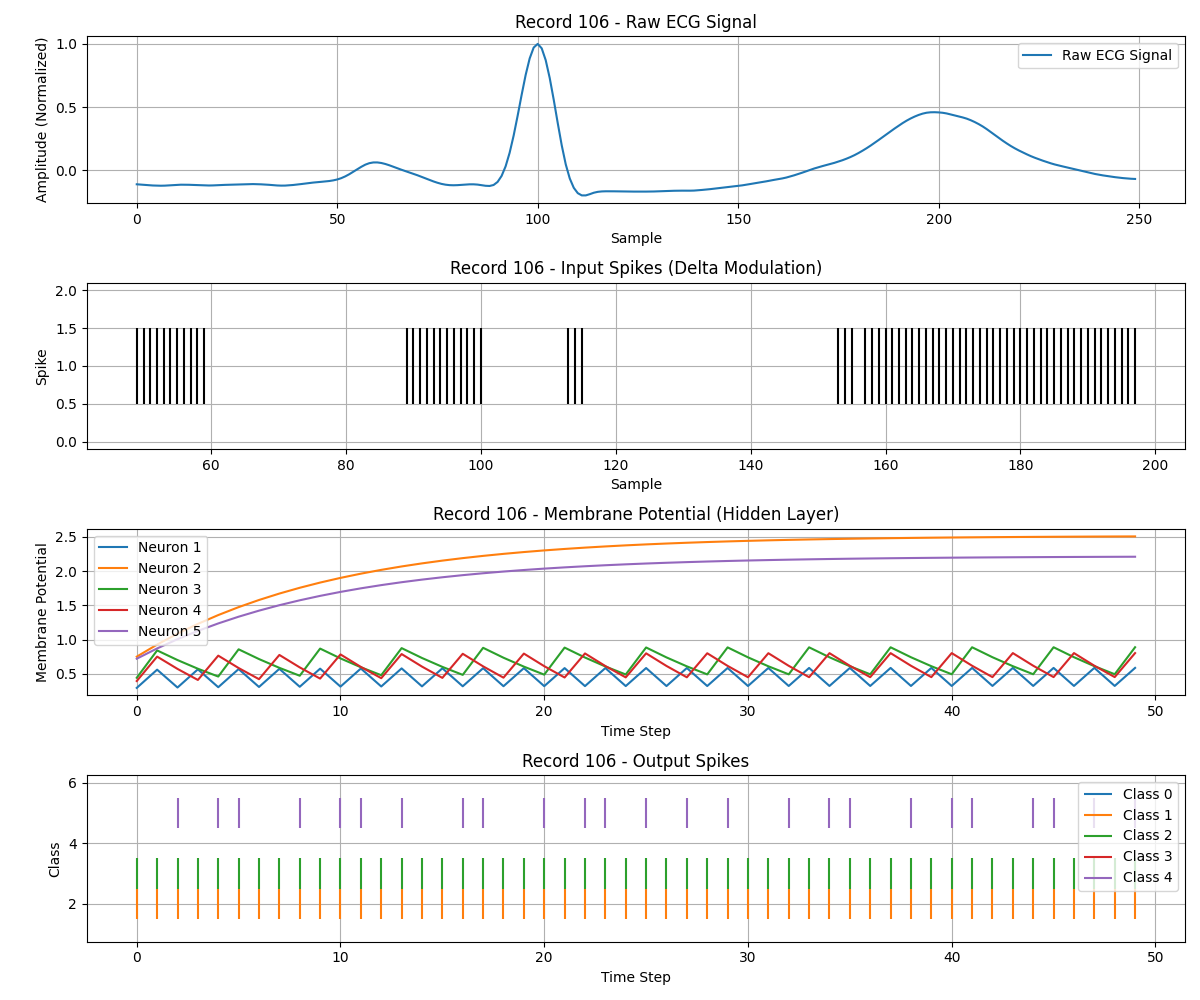 Record 106 - Raw ECG Signal
Amplitude (Normalized)
1.0
0.5
0.0
Raw ECG Signal
0 50 100 150 200 250
Sample
Record 106 - Input Spikes (Delta Modulation)
Spike
2.0
1.5
1.0
0.5
0.0
60 80 100 120 140 160 180 200
Sample
Record 106 - Membrane Potential (Hidden Layer)
Membrane Potential
2.5
2.0
1.5
1.0
0.5
Neuron 1
Neuron 2
Neuron 3
Neuron 4
Neuron 5
0 10 20 30 40 50
Time Step
Record 106 - Output Spikes
Class
6
4
2
Class 0
Class 1
Class 2
Class 3
Class 4
0 10 20 30 40 50
Time Step